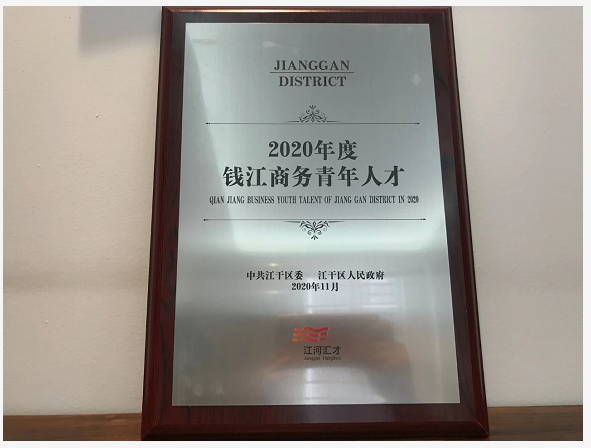 JIANGGAN
DISTRICT
2020年度
钱江商务青年人才
QIAN JIANG BUSINESS YOUTH TALENT OF JIANG GAN DISTRICT IN 2020
中共江干区委 江干区人民政府
2020年11月
江河汇才